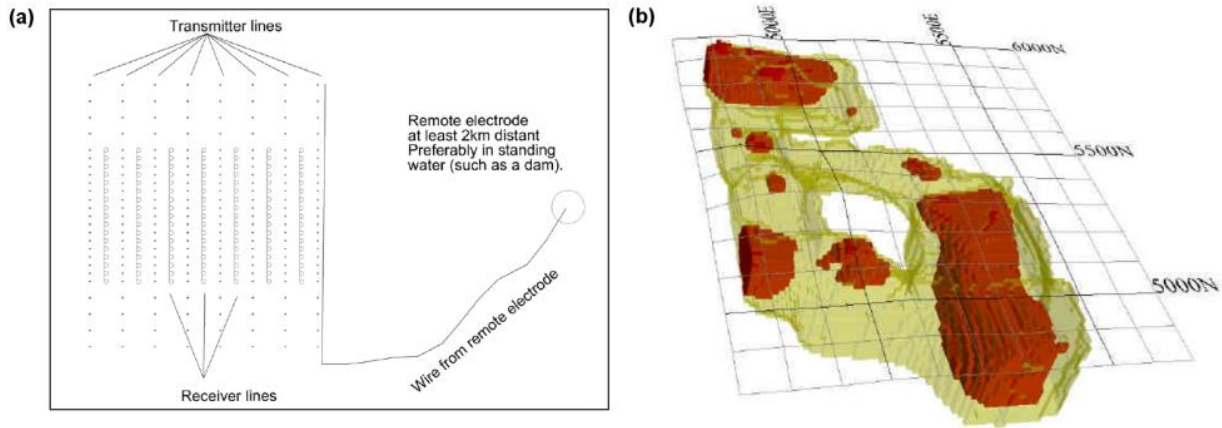 (a)
Transmitter lines
Remote electrode
at least 2km distant
Preferably in standing
water (such as a dam).
Wire from remote electrode
Receiver lines
(b)
5000E
5500E
6000N
5500N
5000N